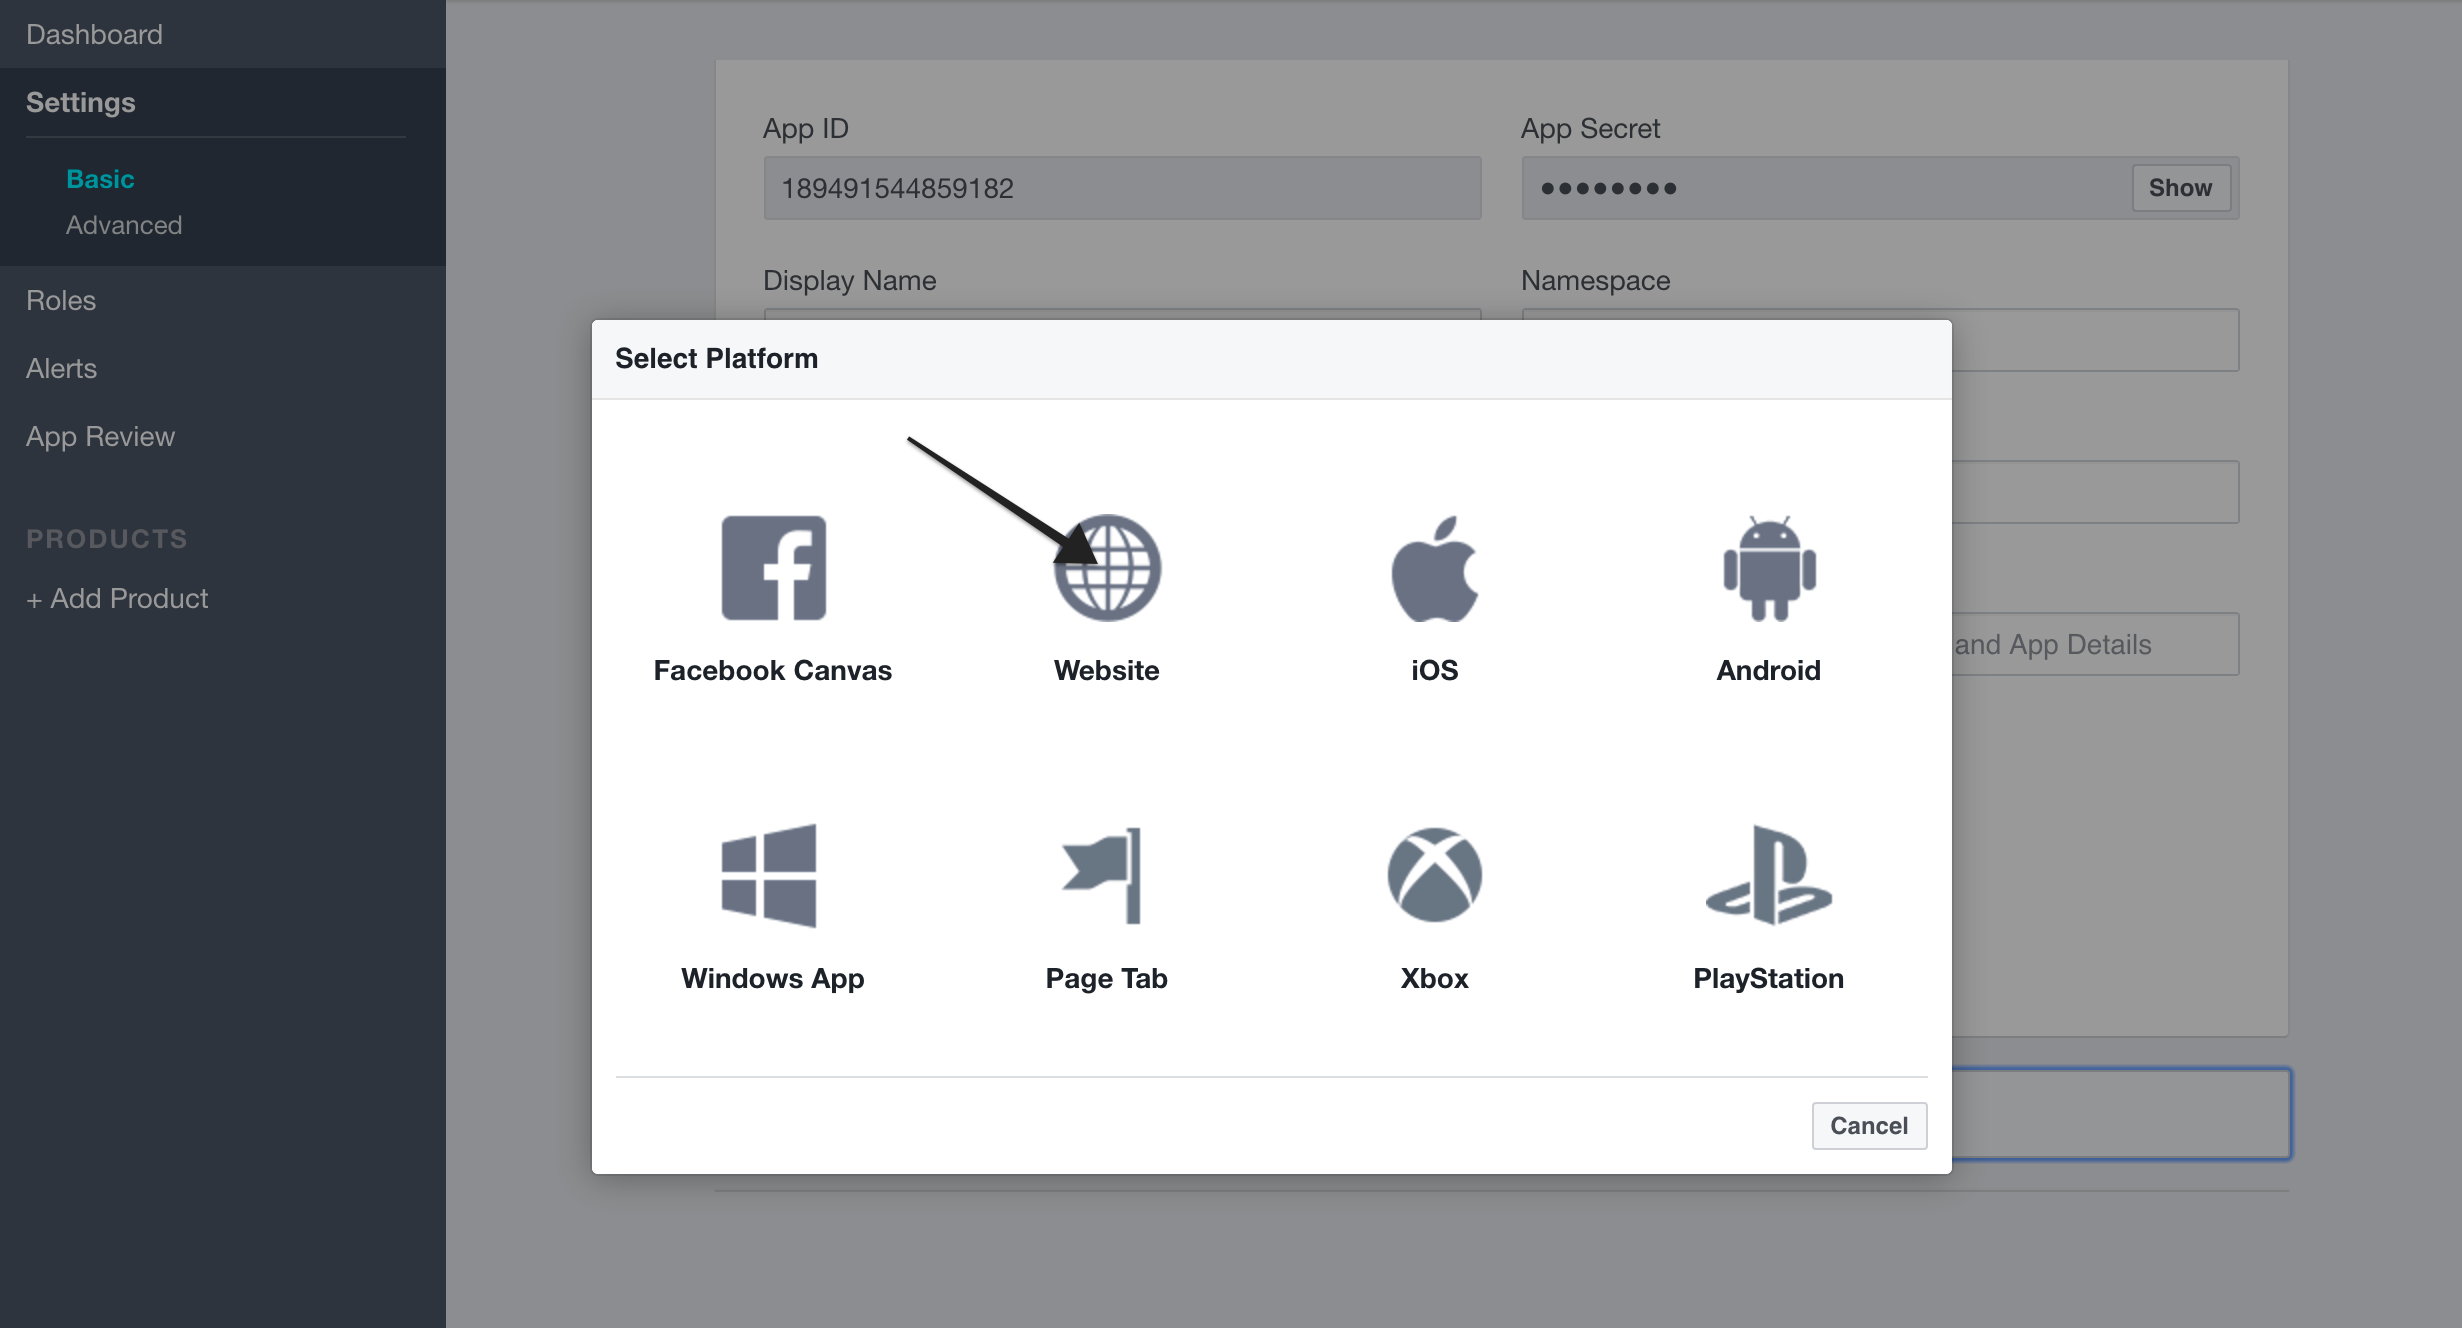 Dashboard
Settings
Basic
Advanced
Roles
Alerts
App Review
PRODUCTS
+ Add Product
App ID
App Secret
189491544859182
••••••••
Show
Display Name
Namespace
and App Details
Select Platform
Facebook Canvas
Website
iOS
Android
Windows App
Page Tab
Xbox
PlayStation
Cancel